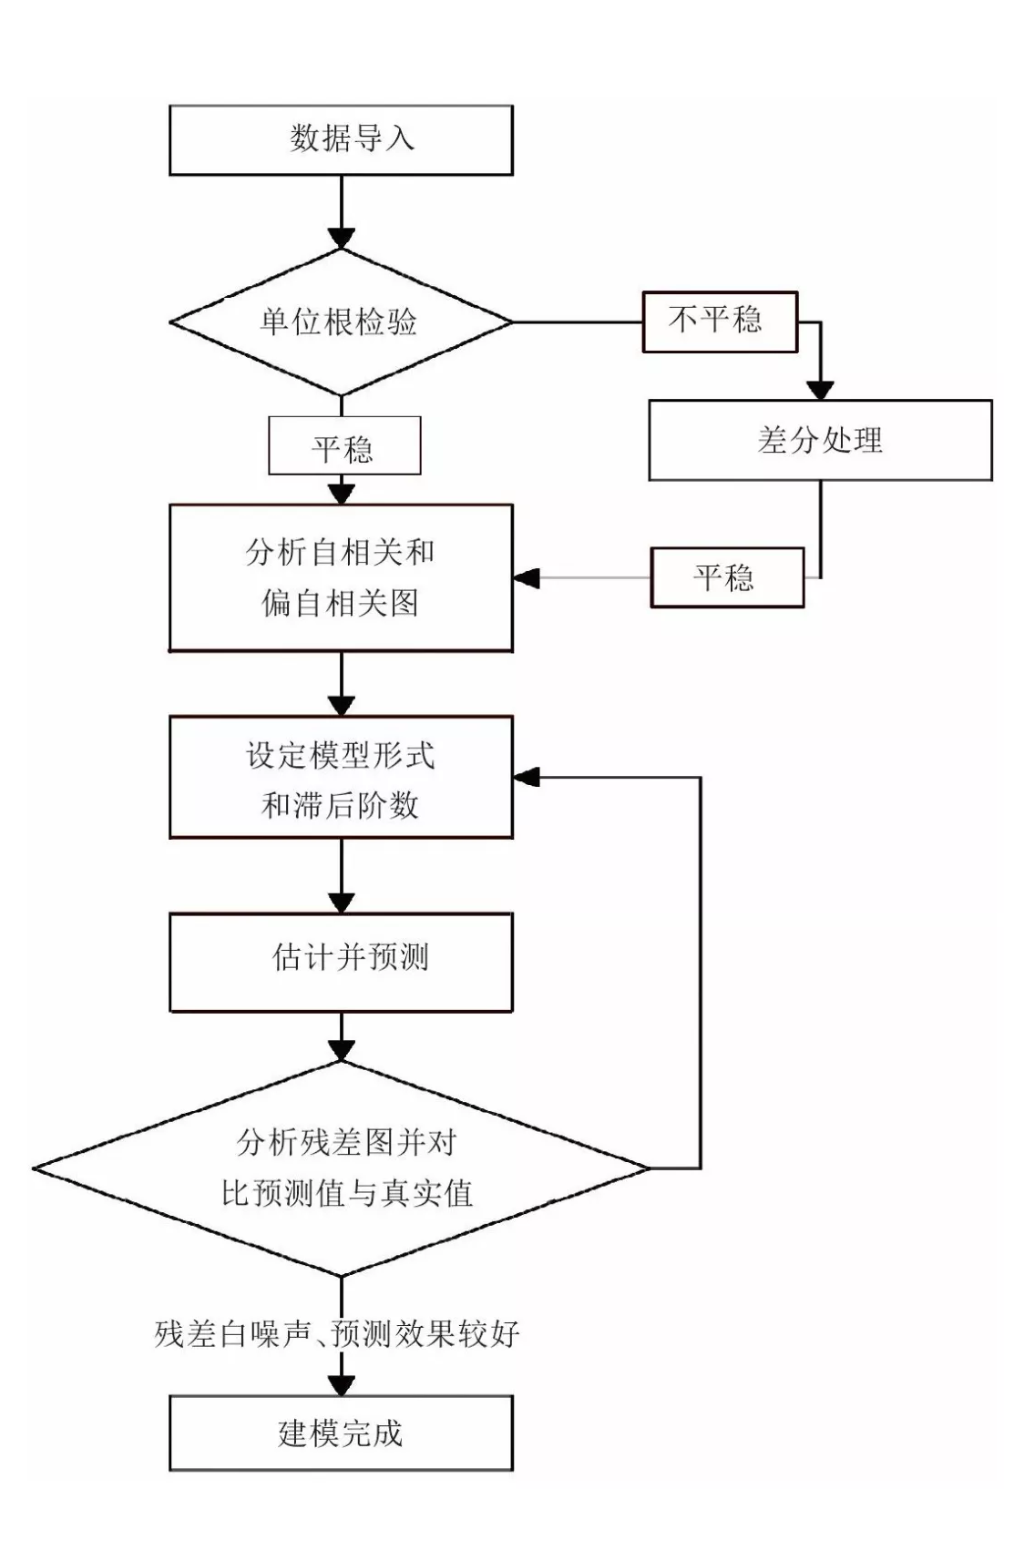 数据导入
单位根检验
不平稳
差分处理
平稳
平稳
分析自相关和
偏自相关图
设定模型形式
和滞后阶数
估计并预测
分析残差图并对
比预测值与真实值
残差白噪声、预测效果较好
建模完成